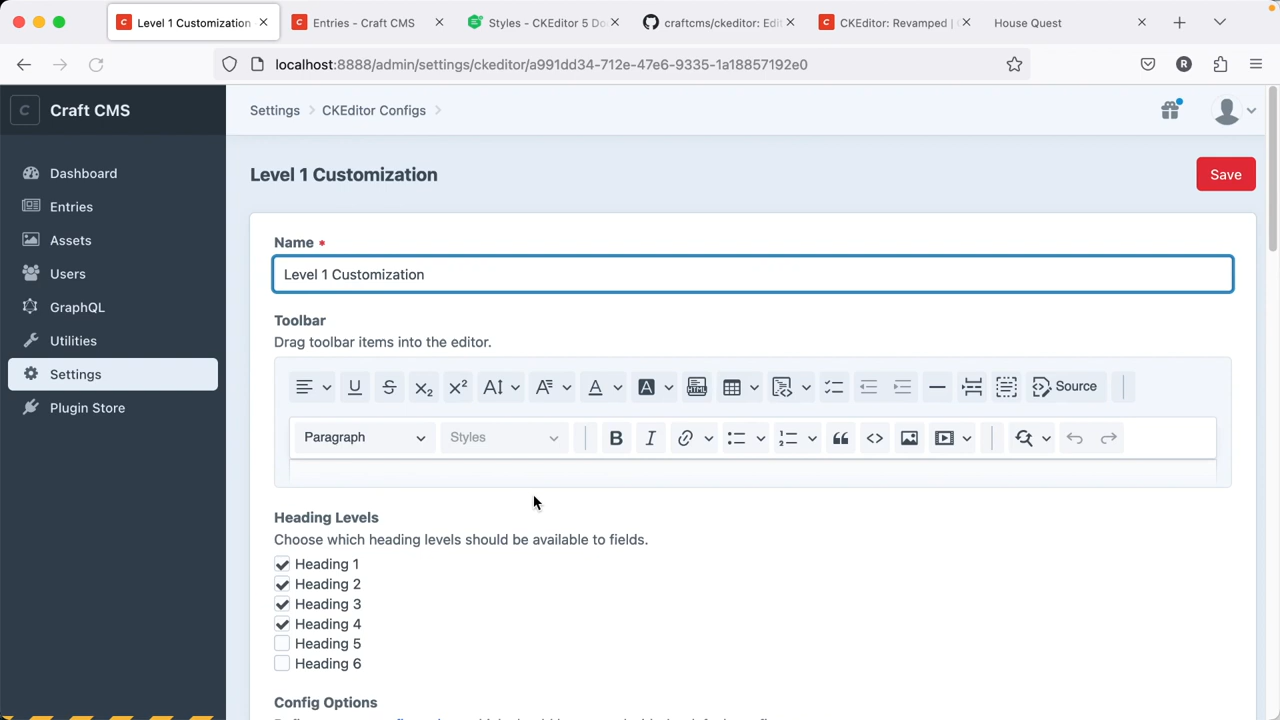 Level 1 Customization
Entries - Craft CMS
Styles - CKEditor 5 Do
craftcms/ckeditor: Edi
CKEditor: Revamped |
House Quest
localhost:8888/admin/settings/ckeditor/a991dd34-712e-47e6-9335-1a18857192e0
Craft CMS
Settings
CKEditor Configs
Dashboard
Entries
Assets
Users
GraphQL
Utilities
Settings
Plugin Store
Level 1 Customization
Save
Name *
Level 1 Customization
Toolbar
Drag toolbar items into the editor.
Source
Paragraph
Styles
Heading Levels
Choose which heading levels should be available to fields.
Heading 1
Heading 2
Heading 3
Heading 4
Heading 5
Heading 6
Config Options